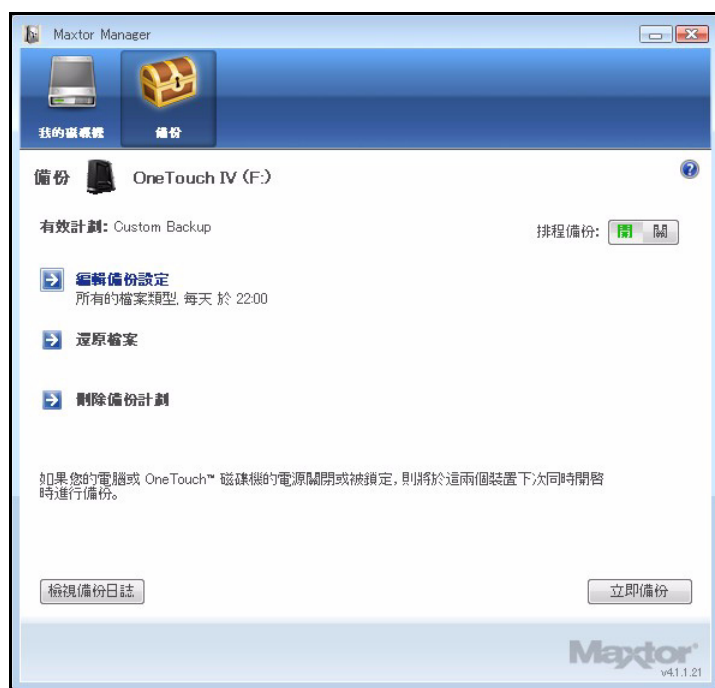 Maxtor Manager
我的磁碟機
備份
備份 OneTouch IV (F:)
有效計劃: Custom Backup
排程備份: 開 關
編輯備份設定
所有的檔案類型, 每天 於 22:00
還原檔案
刪除備份計劃
如果您的電腦或 OneTouch™ 磁碟機的電源關閉或被鎖定, 則將於這兩個裝置下次同時開啓
時進行備份。
檢視備份日誌
立即備份
Maxtor
v4.1.1.21